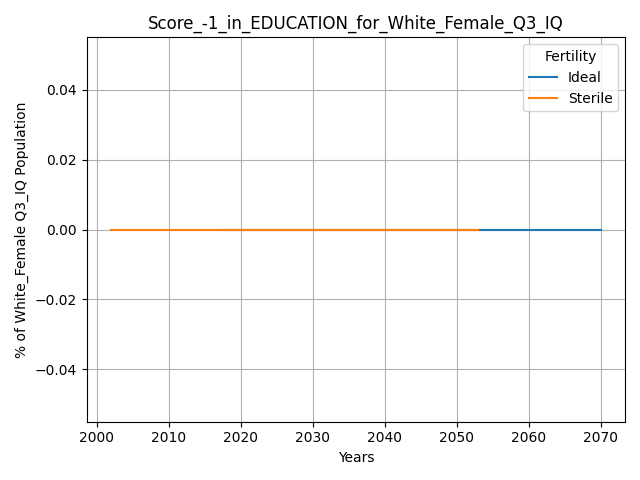 Score_-1_in_EDUCATION_for_White_Female_Q3_IQ
Fertility
Ideal
Sterile
% of White_Female Q3_IQ Population
0.04
0.02
0.00
−0.02
−0.04
2000 2010 2020 2030 2040 2050 2060 2070
Years